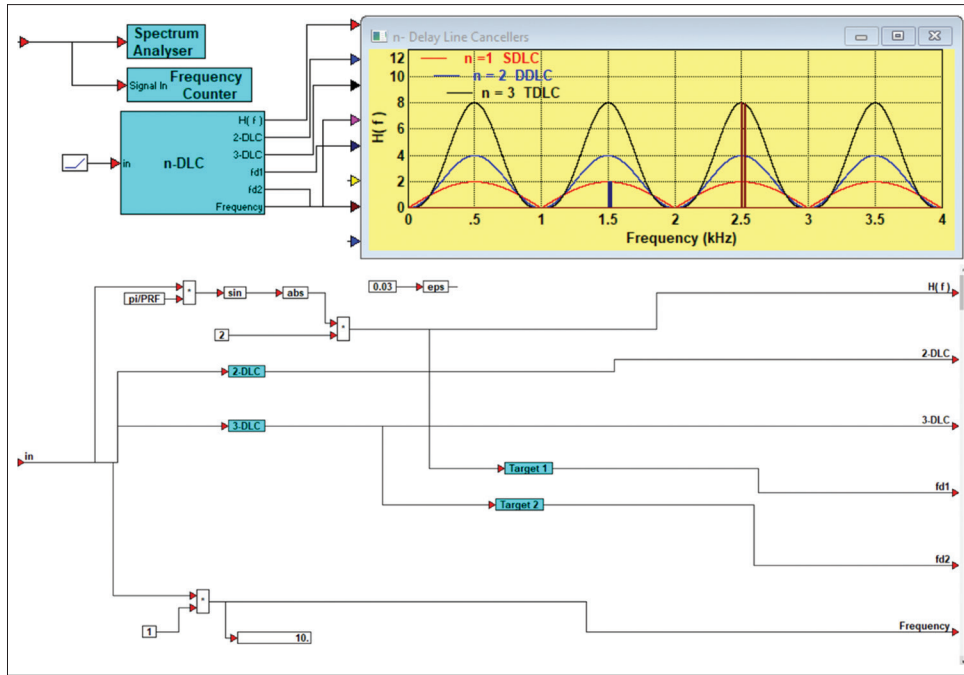 Spectrum
Analyser
Signal In
Frequency
Counter
in
n-DLC
H( f )
2-DLC
3-DLC
fd1
fd2
Frequency
n- Delay Line Cancellers
n =1 SDLC
n = 2 DDLC
n = 3 TDLC
H( f )
12
10
8
6
4
2
0
0
.5
1
1.5
2
2.5
3
3.5
4
Frequency (kHz)
pi/PRF
*
sin
abs
0.03
eps
2
*
H( f )
2-DLC
2-DLC
3-DLC
3-DLC
in
Target 1
fd1
Target 2
fd2
1
*
10.
Frequency